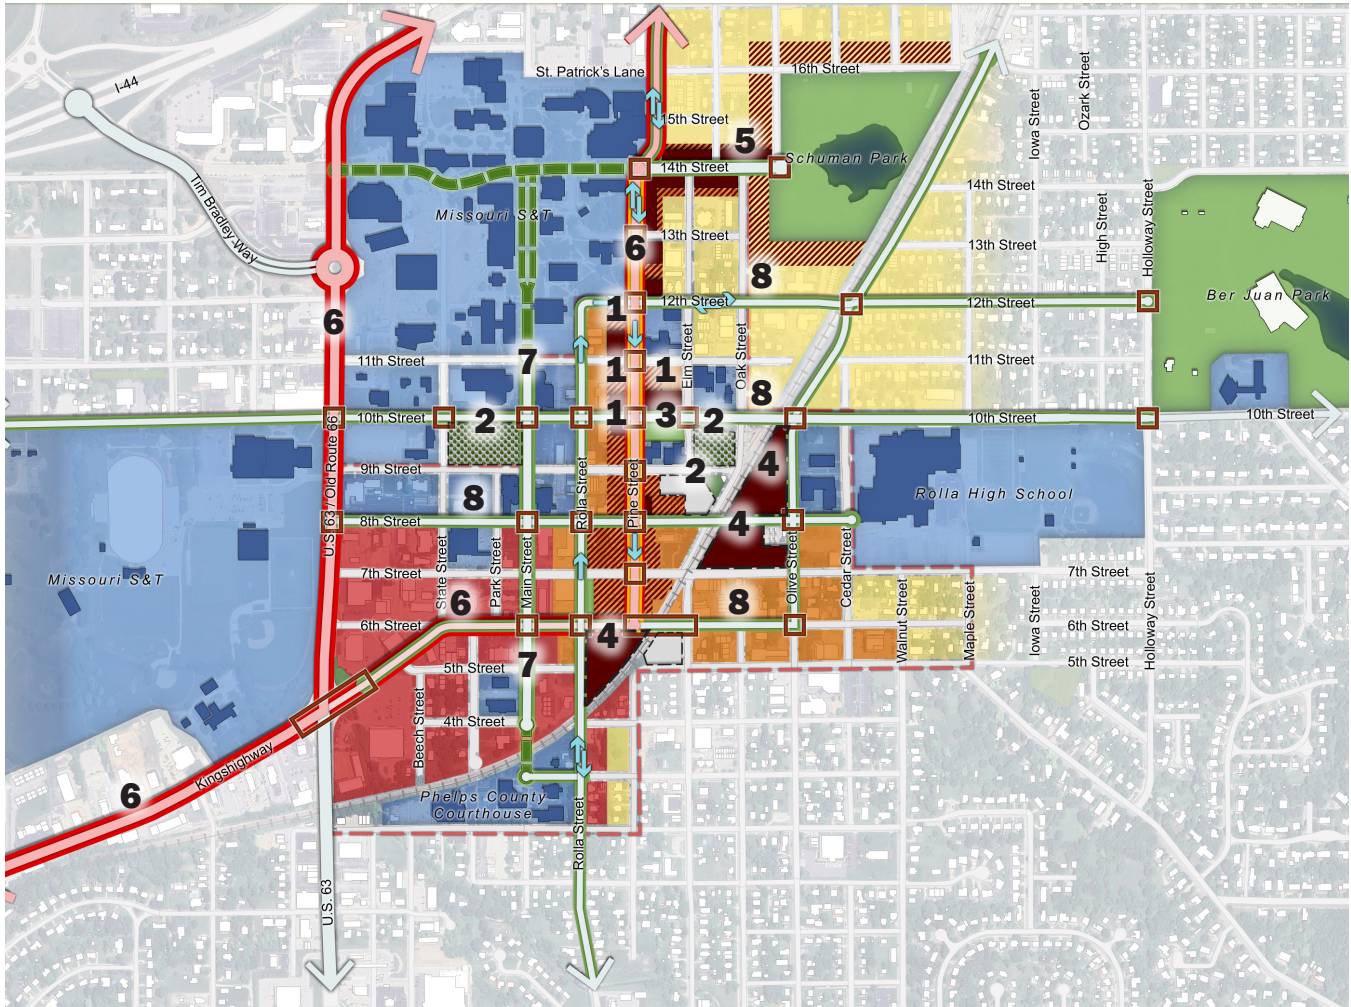 St. Patrick's Lane
16th Street
I-44
15th Street
5
Schuman Park
14th Street
Iowa Street
Ozark Street
Tim Bradley Way
Missouri S&T
14th Street
High Street
Holloway Street
6
13th Street
13th Street
8
Ber Juan Park
6
1
12th Street
12th Street
7
11th Street
1
1
Elm Street
Oak Street
11th Street
8
10th Street
2
1
3
2
10th Street
10th Street
U.S. 63 / Old Route 66
9th Street
2
4
8
Rolla Street
Pine Street
Rolla High School
8th Street
4
Missouri S&T
State Street
Park Street
Main Street
7th Street
Olive Street
Cedar Street
7th Street
6
8
Walnut Street
Maple Street
Iowa Street
Holloway Street
6th Street
4
6th Street
5th Street
7
5th Street
Beech Street
4th Street
Kingshighway
6
Phelps County
Courthouse
Rolla Street
U.S. 63